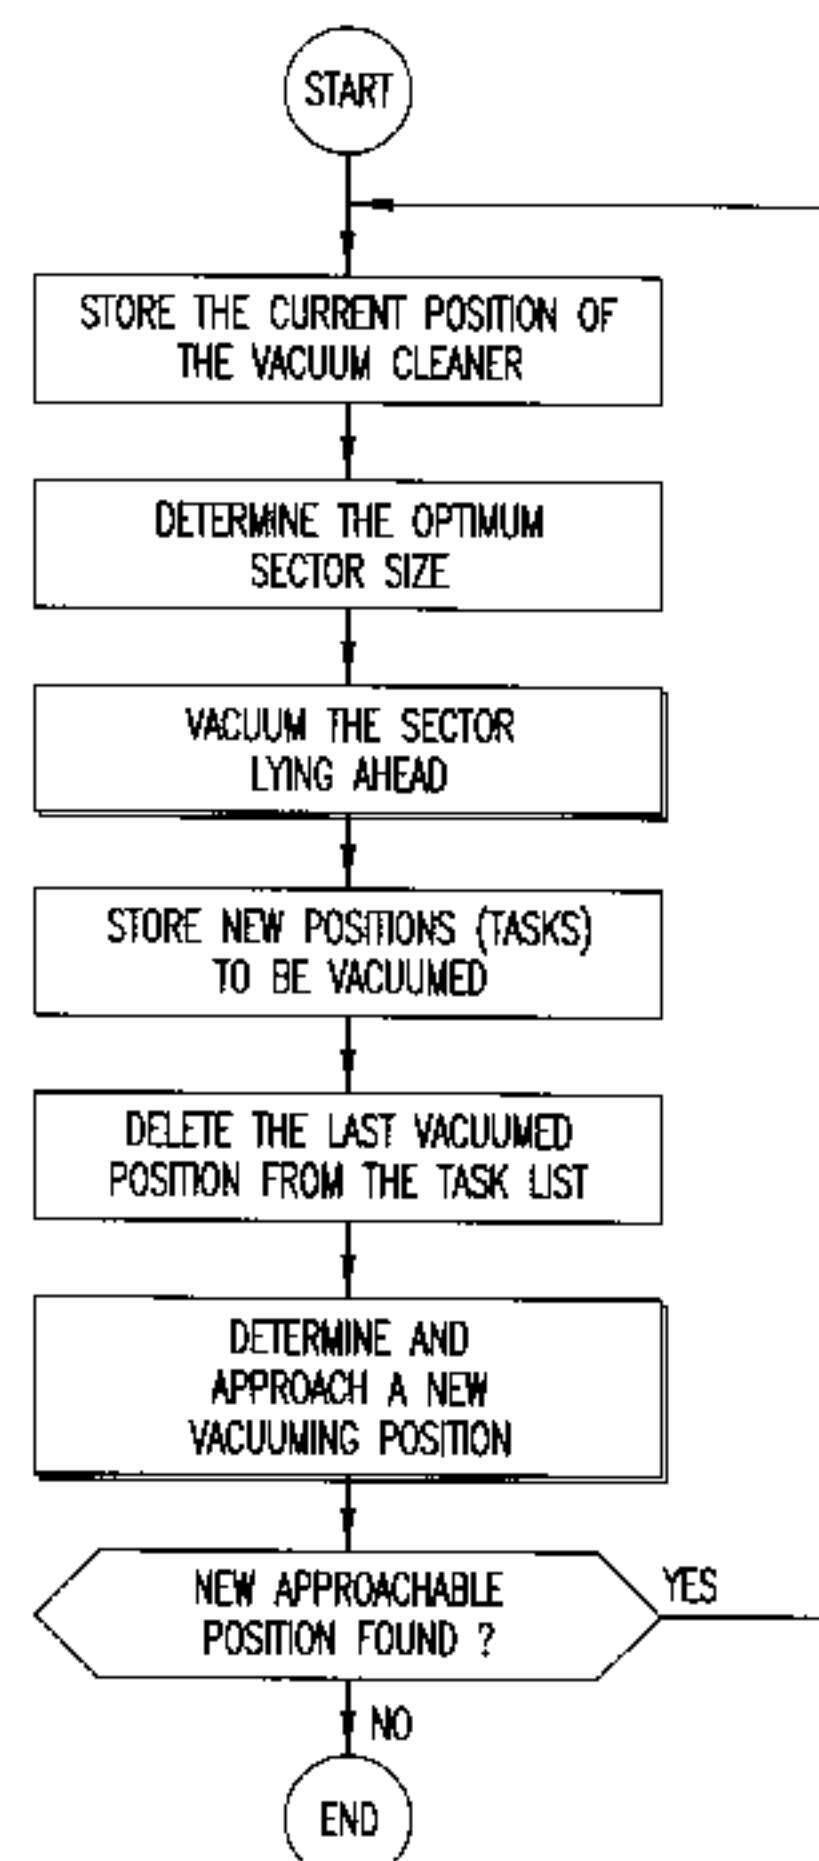 START
STORE THE CURRENT POSITION OF
THE VACUUM CLEANER
DETERMINE THE OPTIMUM
SECTOR SIZE
VACUUM THE SECTOR
LYING AHEAD
STORE NEW POSITIONS (TASKS)
TO BE VACUUMED
DELETE THE LAST VACUUMED
POSITION FROM THE TASK LIST
DETERMINE AND
APPROACH A NEW
VACUUMING POSITION
NEW APPROACHABLE
POSITION FOUND ?
YES
NO
END